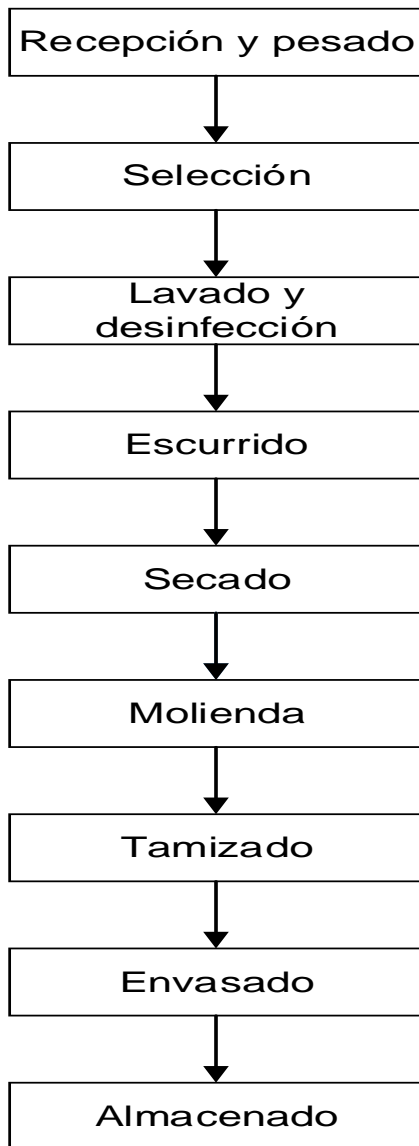 Recepción y pesado
Selección
Lavado y
desinfección
Escurrido
Secado
Molienda
Tamizado
Envasado
Almacenado